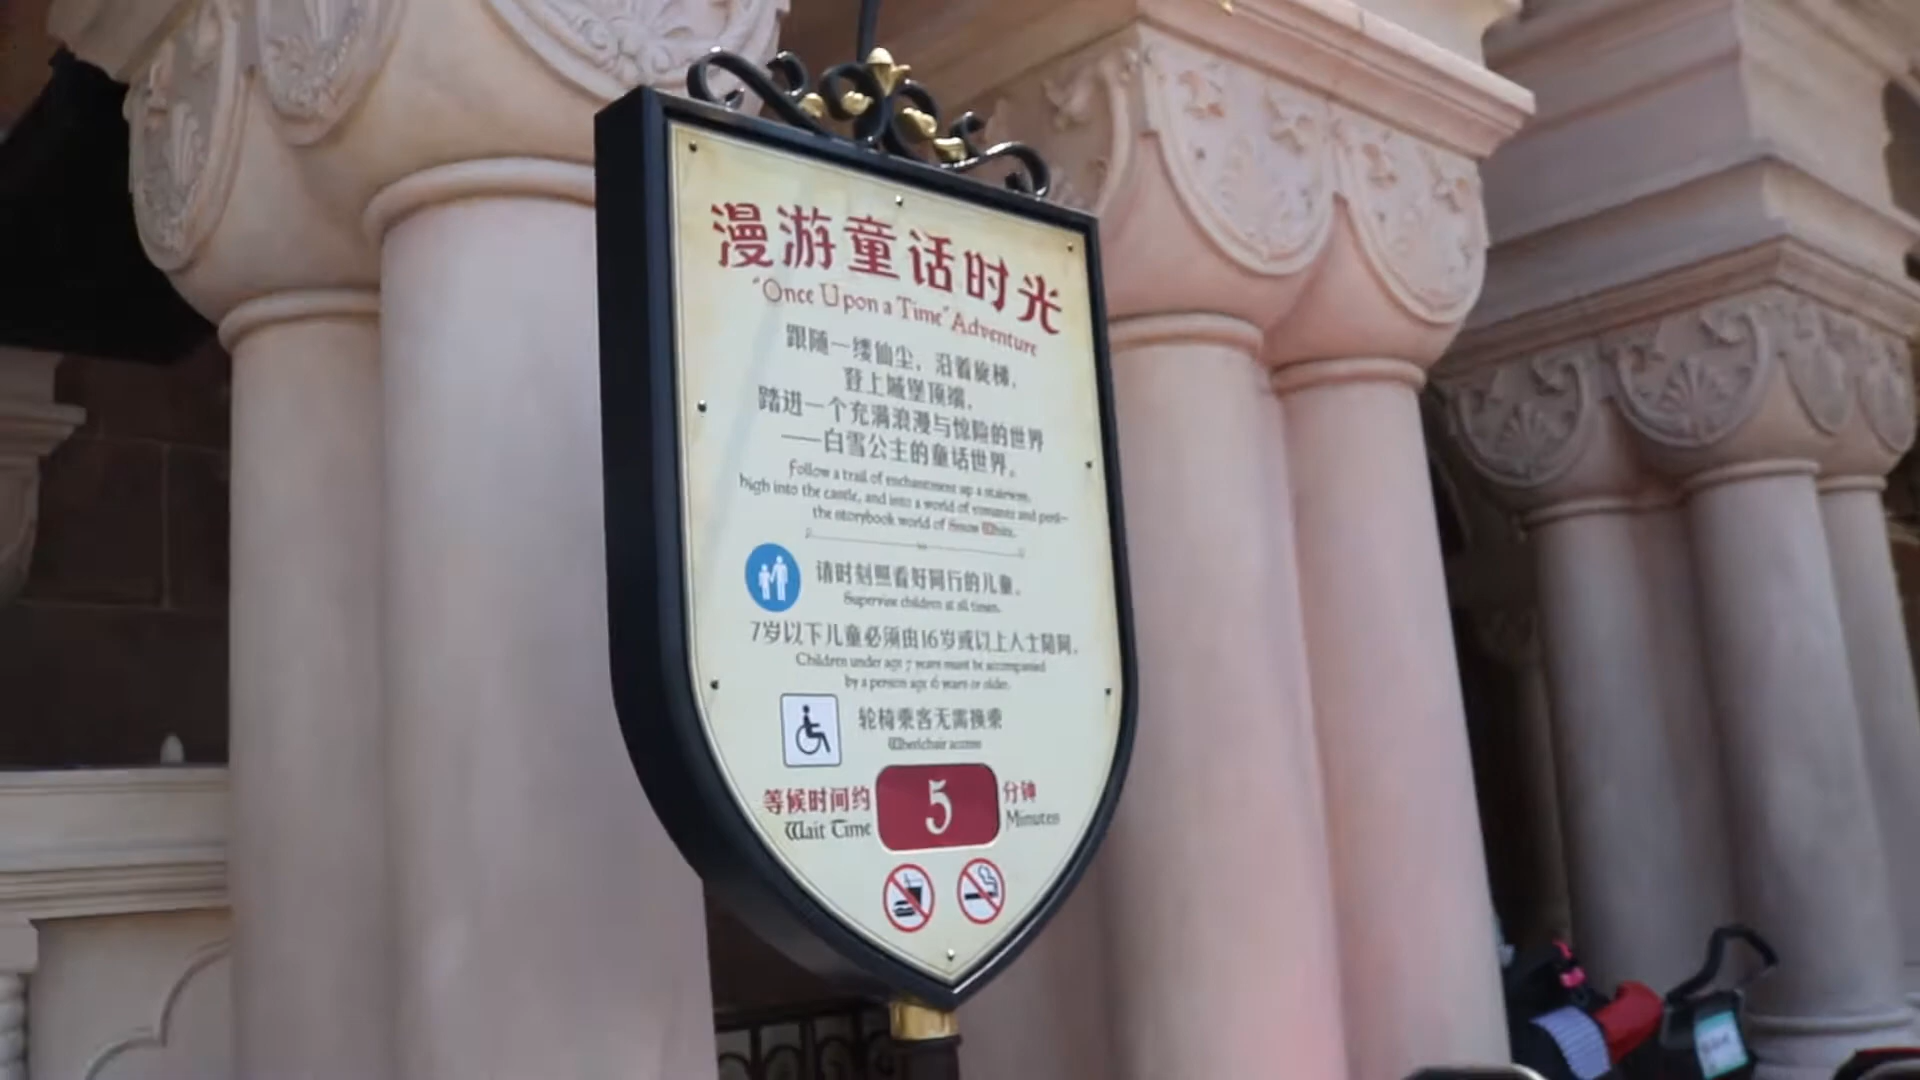 漫游童话时光
"Once Upon a Time" Adventure
跟随一缕仙尘，沿着旋梯，
登上城堡顶端，
踏进一个充满浪漫与惊险的世界
——白雪公主的童话世界。
Follow a trail of enchantment up a stairway,
high into the castle, and into a world of romance and peril—
the storybook world of Snow White.
请时刻照看好同行的儿童。
Supervise children at all times.
7岁以下儿童必须由16岁或以上人士陪同。
Children under age 7 years must be accompanied
by a person age 16 years or older.
轮椅乘客无需换乘
Wheelchair access
等候时间约 5 分钟
Wait Time Minutes